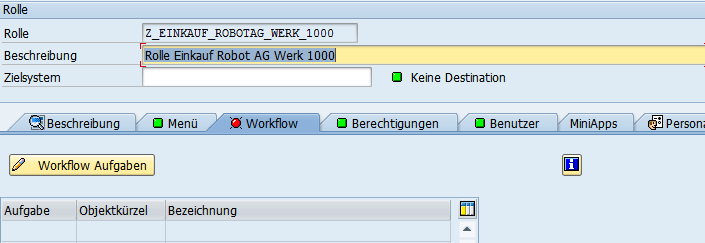 Rolle
Rolle Z_EINKAUF_ROBOTAG_WERK_1000
Beschreibung Rolle Einkauf Robot AG Werk 1000
Zielsystem Keine Destination
Beschreibung Menü Workflow Berechtigungen Benutzer MiniApps Persona
Workflow Aufgaben
Aufgabe Objektkürzel Bezeichnung